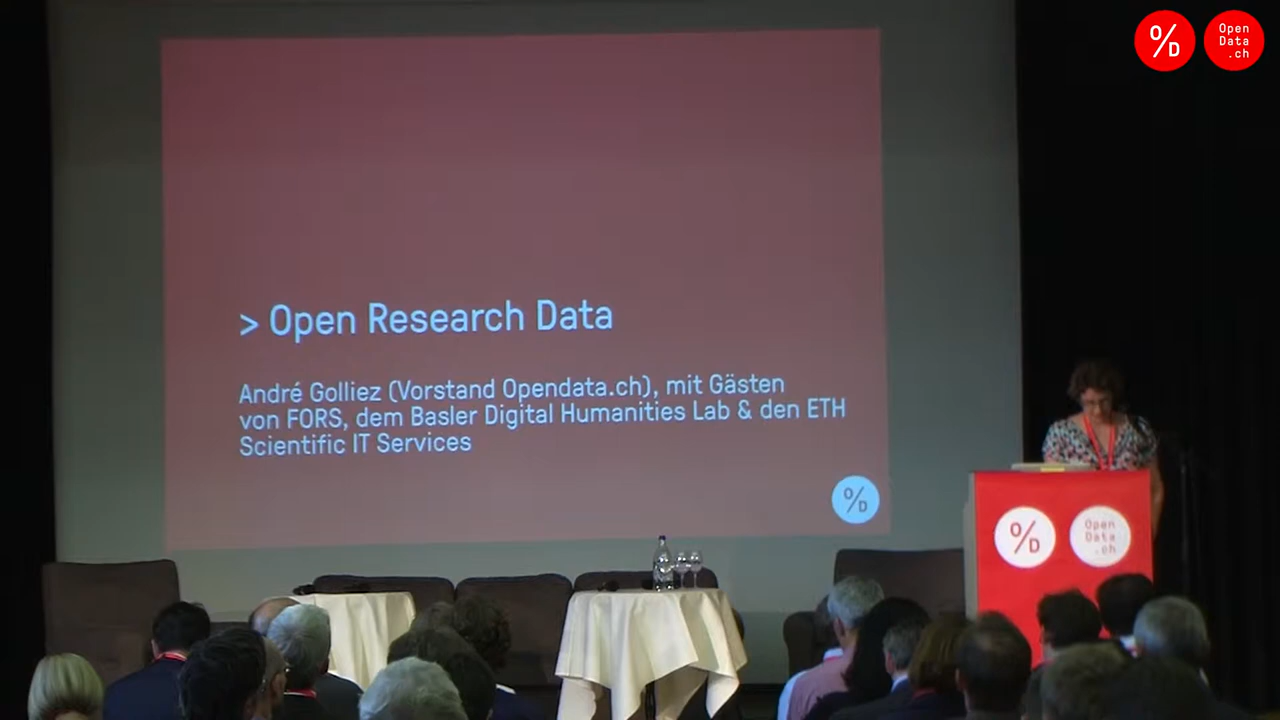 %D
Open
Data
.ch
> Open Research Data
André Golliez (Vorstand Opendata.ch), mit Gästen
von FORS, dem Basler Digital Humanities Lab & den ETH
Scientific IT Services
%D
%D
Open
Data
.ch